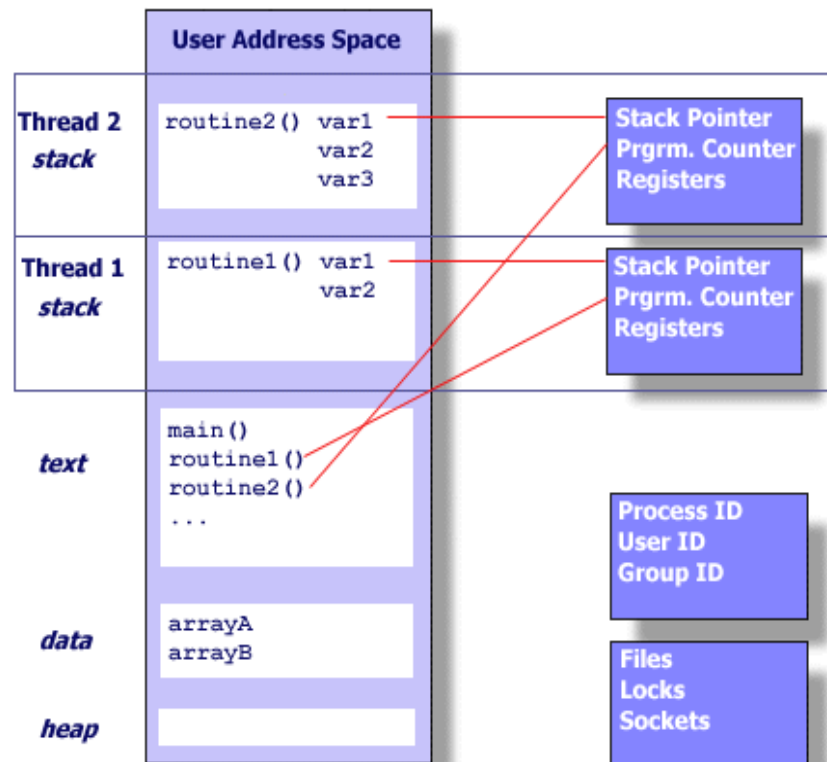 User Address Space
Thread 2
stack
routine2() var1
var2
var3
Stack Pointer
Prgrm. Counter
Registers
Thread 1
stack
routine1() var1
var2
Stack Pointer
Prgrm. Counter
Registers
text
main()
routine1()
routine2()
...
Process ID
User ID
Group ID
data
arrayA
arrayB
Files
Locks
Sockets
heap